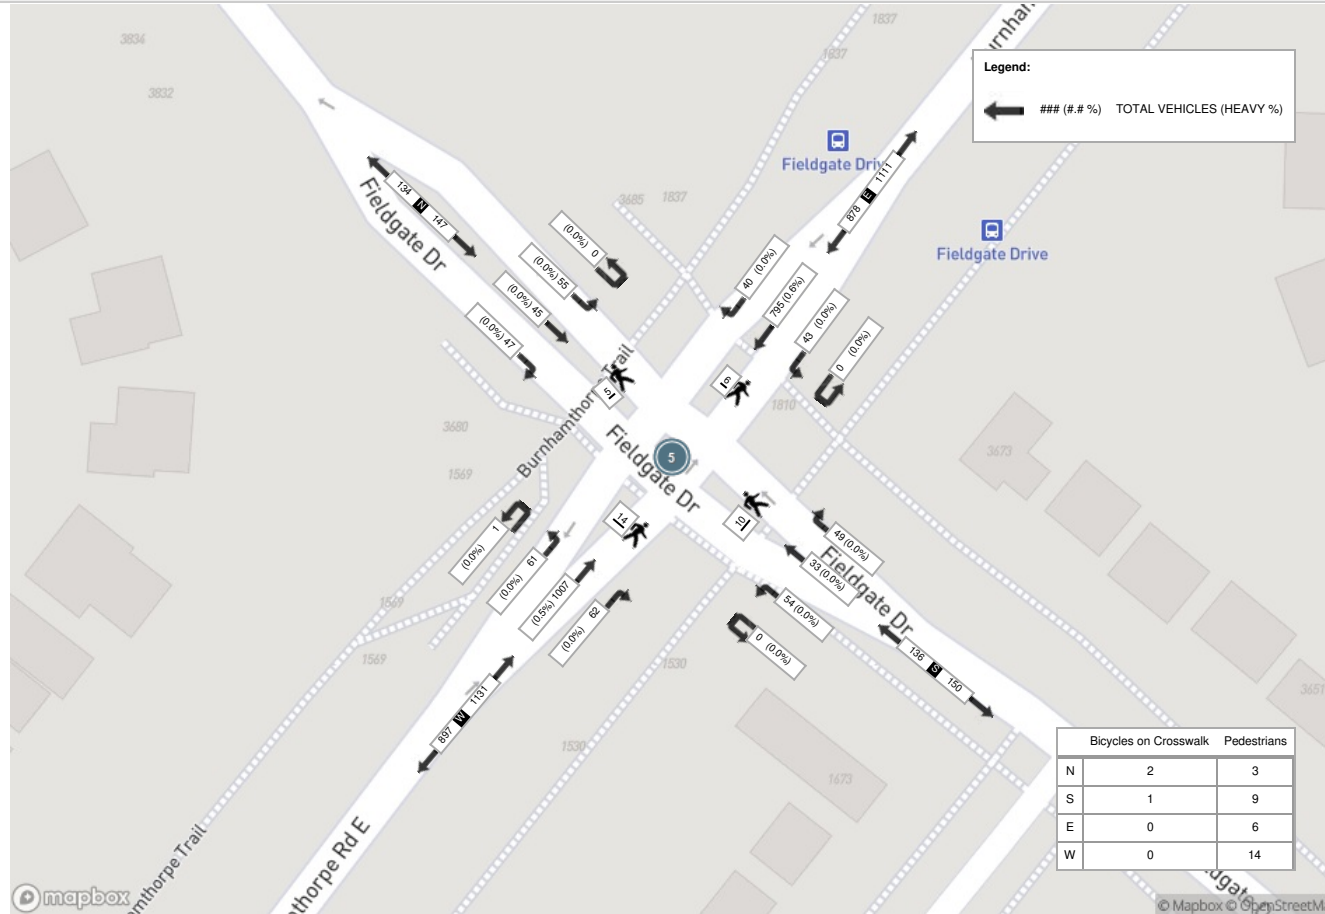 3834
3832
1837
1837
Burnham
Legend:
### (#.# %) TOTAL VEHICLES (HEAVY %)
Fieldgate Driv
Fieldgate Drive
3685 1837
134 N 147
Fieldgate Dr
878 E 1111
(0.0%) 0
(0.0%) 55
(0.0%) 45
(0.0%) 47
40 (0.0%)
795 (0.6%)
43 (0.0%)
0 (0.0%)
5
6
1810
3680
1569
Burnhamthorpe Trail
Fieldgate Dr
5
3673
14
10
(0.0%) 1
(0.0%) 61
(0.5%) 1007
(0.0%) 62
49 (0.0%)
33 (0.0%)
54 (0.0%)
0 (0.0%)
Fieldgate Dr
136 S 150
1569
1569
1530
1530
3651
897 W 1131
1673
Bicycles on Crosswalk Pedestrians
N 2 3
S 1 9
E 0 6
W 0 14
mthorpe Trail
thorpe Rd E
dgate
mapbox
© Mapbox © OpenStreetM